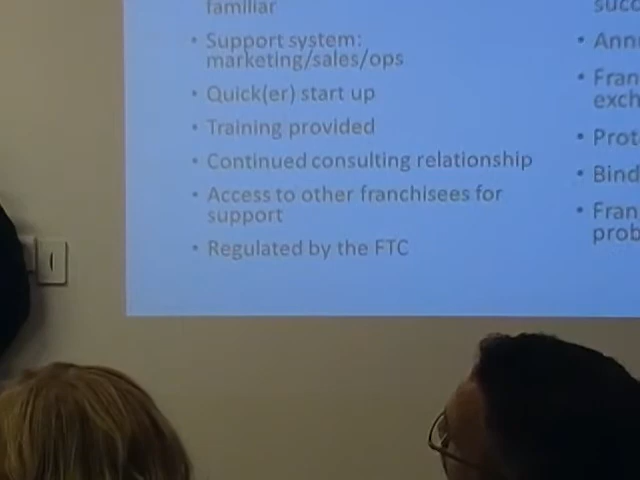 familiar
• Support system:
marketing/sales/ops
• Quick(er) start up
• Training provided
• Continued consulting relationship
• Access to other franchisees for
support
• Regulated by the FTC
succ
• Ann
• Fran
exch
• Prot
• Bind
• Fran
prob